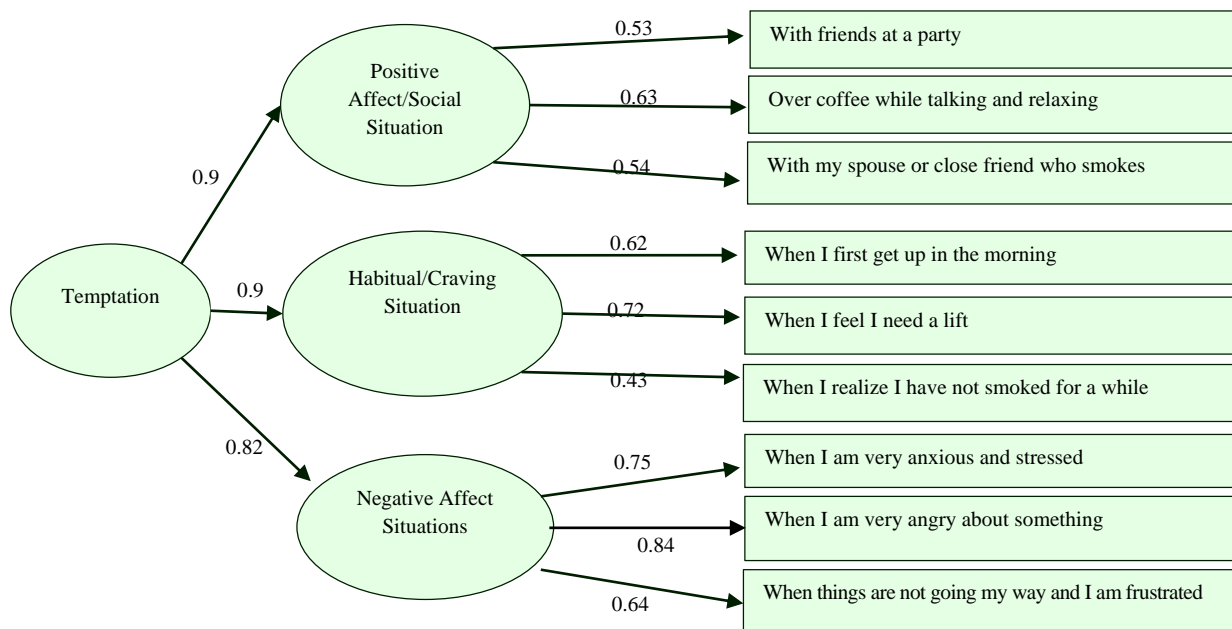 0.53
With friends at a party
Positive
Affect/Social
Situation
0.63
Over coffee while talking and relaxing
0.54
With my spouse or close friend who smokes
0.9
0.62
When I first get up in the morning
Temptation
0.9
Habitual/Craving
Situation
0.72
When I feel I need a lift
0.43
When I realize I have not smoked for a while
0.82
0.75
When I am very anxious and stressed
Negative Affect
Situations
0.84
When I am very angry about something
0.64
When things are not going my way and I am frustrated